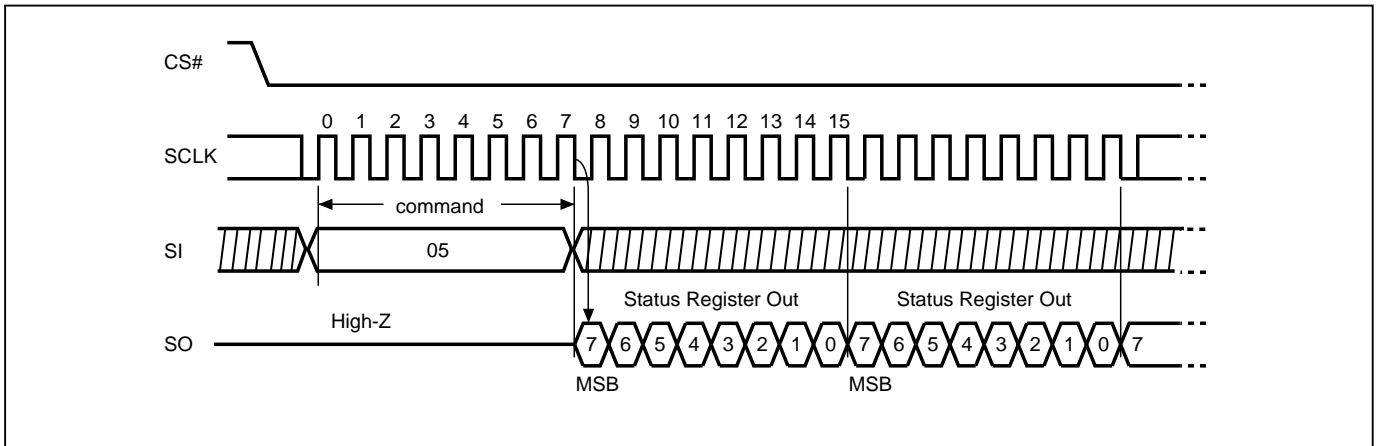 CS#
0 1 2 3 4 5 6 7 8 9 10 11 12 13 14 15
SCLK
command
SI
05
Status Register Out Status Register Out
High-Z
SO
7 6 5 4 3 2 1 0 7 6 5 4 3 2 1 0 7
MSB MSB